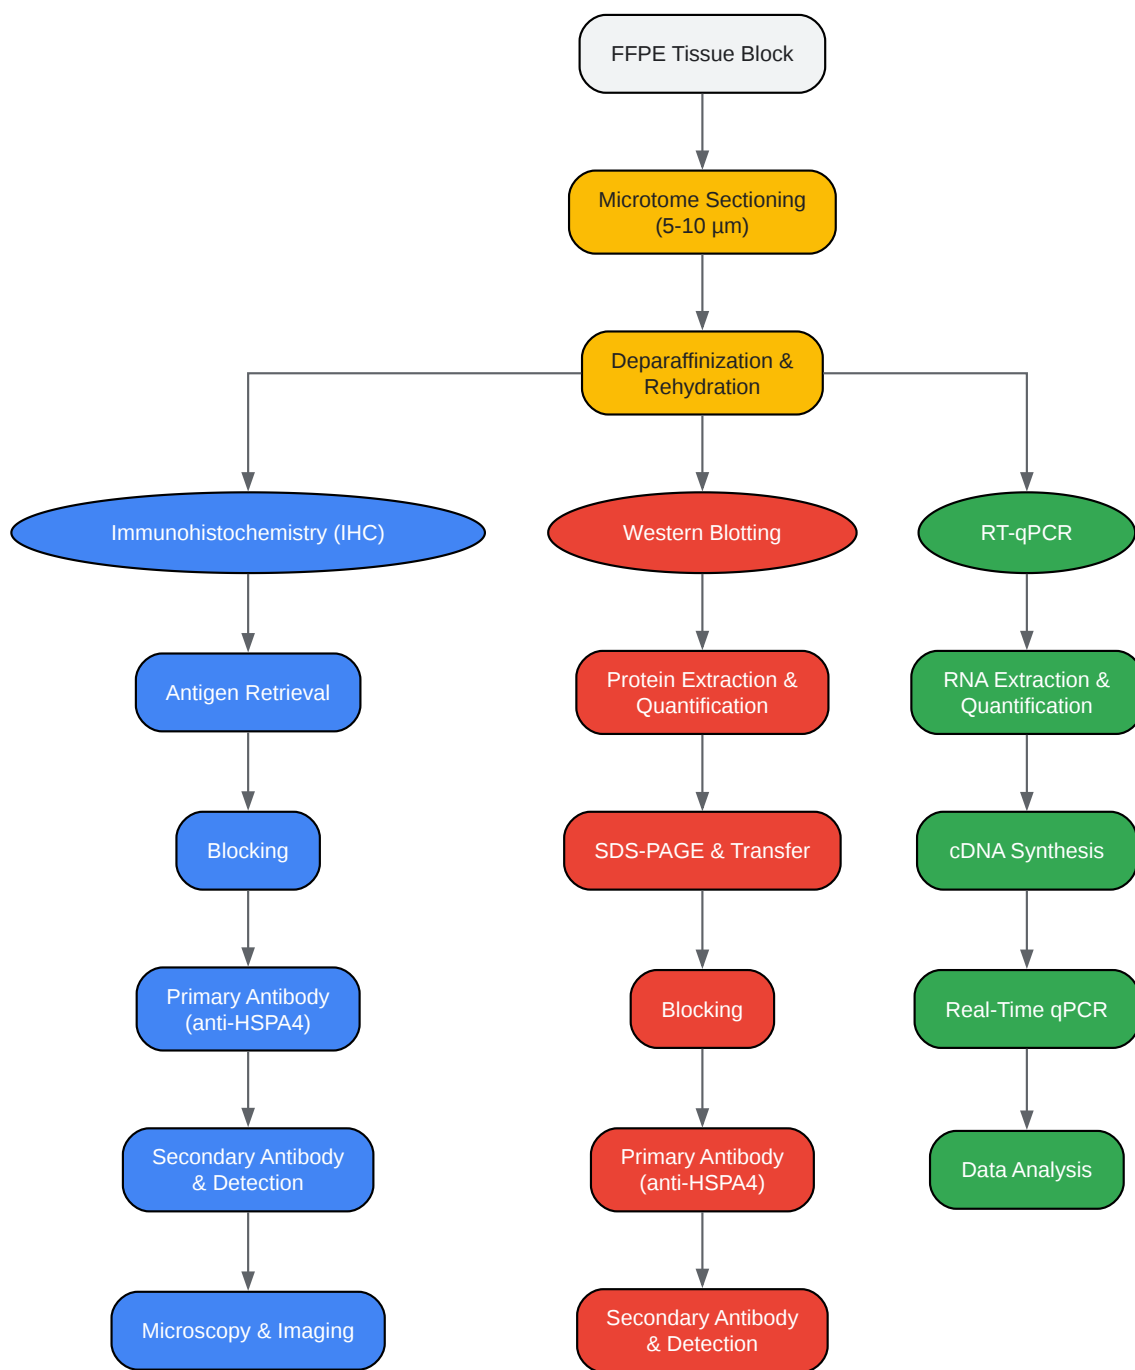 FFPE Tissue Block
Microtome Sectioning
(5-10 µm)
Deparaffinization &
Rehydration
Immunohistochemistry (IHC)
Antigen Retrieval
Blocking
Primary Antibody
(anti-HSPA4)
Secondary Antibody
& Detection
Microscopy & Imaging
Western Blotting
Protein Extraction &
Quantification
SDS-PAGE & Transfer
Blocking
Primary Antibody
(anti-HSPA4)
Secondary Antibody
& Detection
RT-qPCR
RNA Extraction &
Quantification
cDNA Synthesis
Real-Time qPCR
Data Analysis